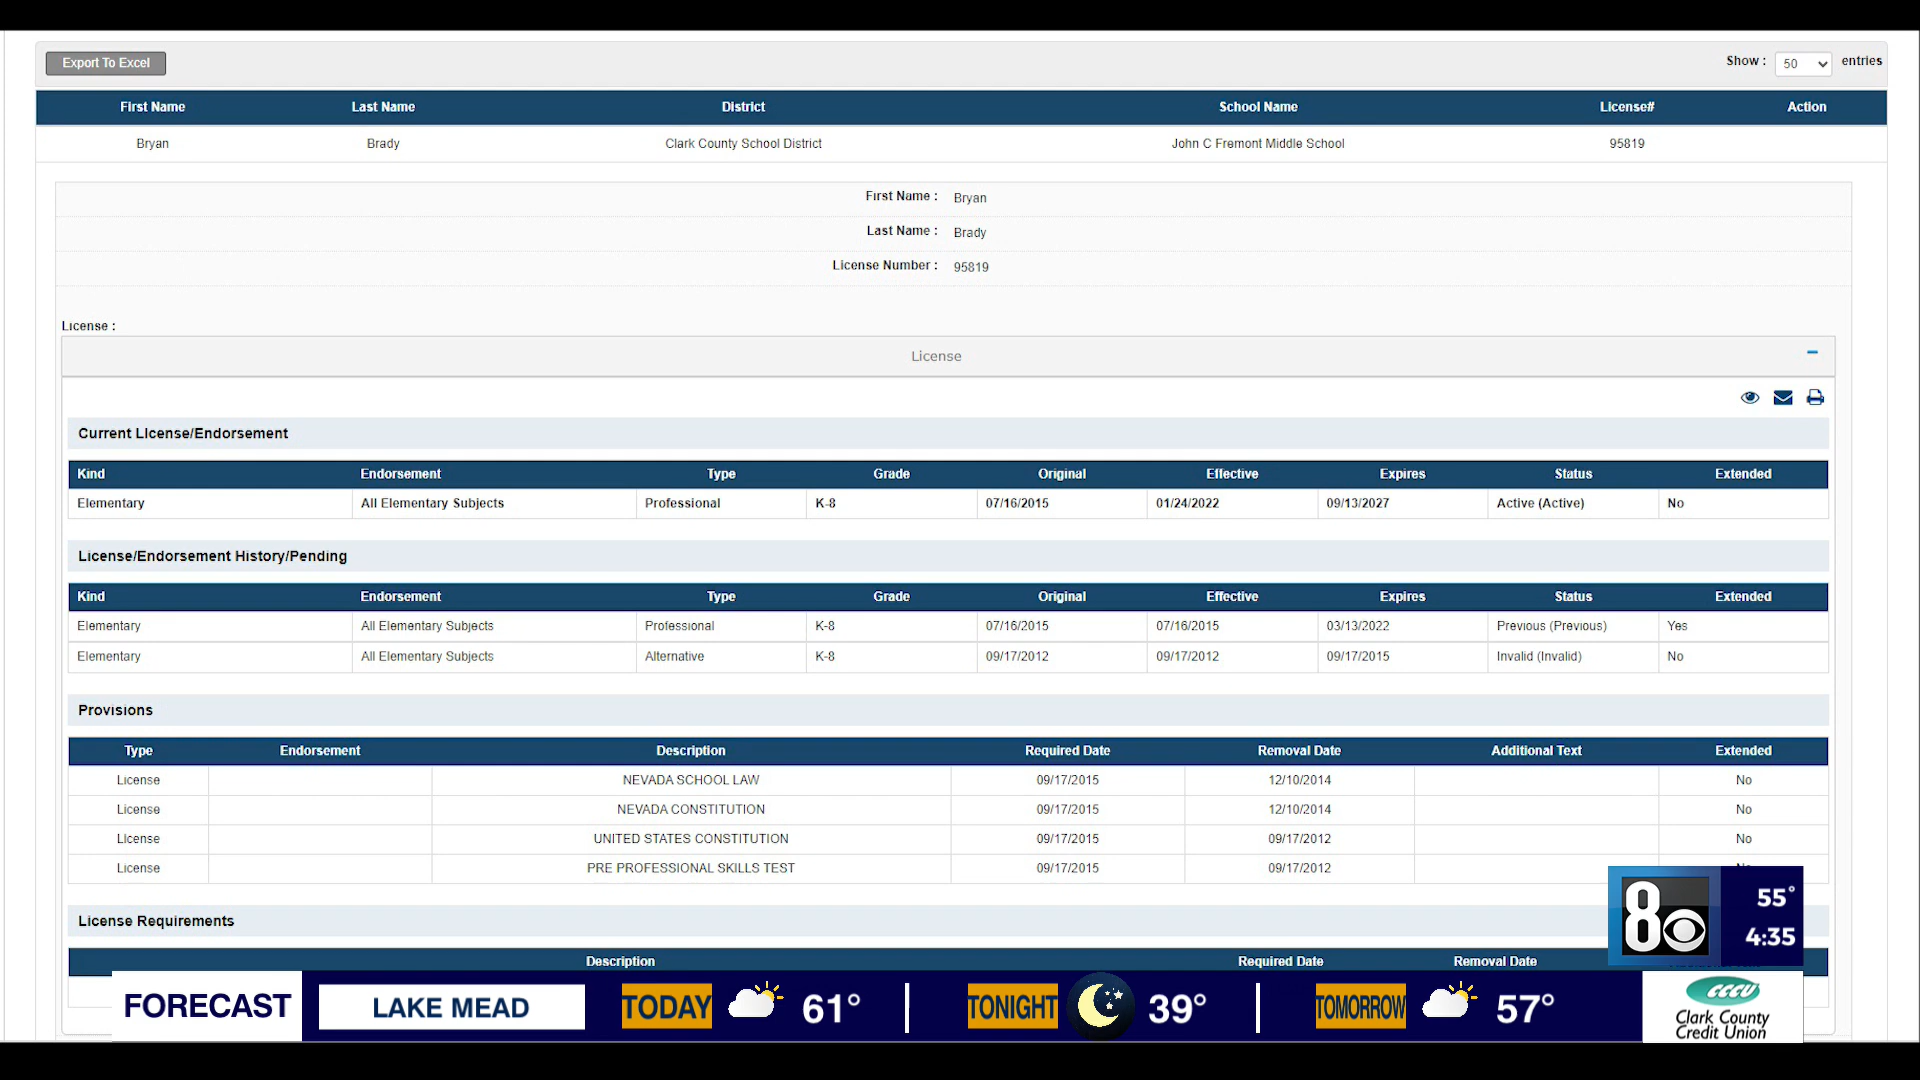 Export To Excel Show : 50 entries
First Name Last Name District School Name License# Action
Bryan Brady Clark County School District John C Fremont Middle School 95819
First Name : Bryan
Last Name : Brady
License Number : 95819
License :
License
Current License/Endorsement
Kind Endorsement Type Grade Original Effective Expires Status Extended
Elementary All Elementary Subjects Professional K-8 07/16/2015 01/24/2022 09/13/2027 Active (Active) No
License/Endorsement History/Pending
Kind Endorsement Type Grade Original Effective Expires Status Extended
Elementary All Elementary Subjects Professional K-8 07/16/2015 07/16/2015 03/13/2022 Previous (Previous) Yes
Elementary All Elementary Subjects Alternative K-8 09/17/2012 09/17/2012 09/17/2015 Invalid (Invalid) No
Provisions
Type Endorsement Description Required Date Removal Date Additional Text Extended
License NEVADA SCHOOL LAW 09/17/2015 12/10/2014 No
License NEVADA CONSTITUTION 09/17/2015 12/10/2014 No
License UNITED STATES CONSTITUTION 09/17/2015 09/17/2012 No
License PRE PROFESSIONAL SKILLS TEST 09/17/2015 09/17/2012
License Requirements
Description Required Date Removal Date
8 55°
4:35
FORECAST LAKE MEAD TODAY 61° TONIGHT 39° TOMORROW 57°
CCCU
Clark County
Credit Union